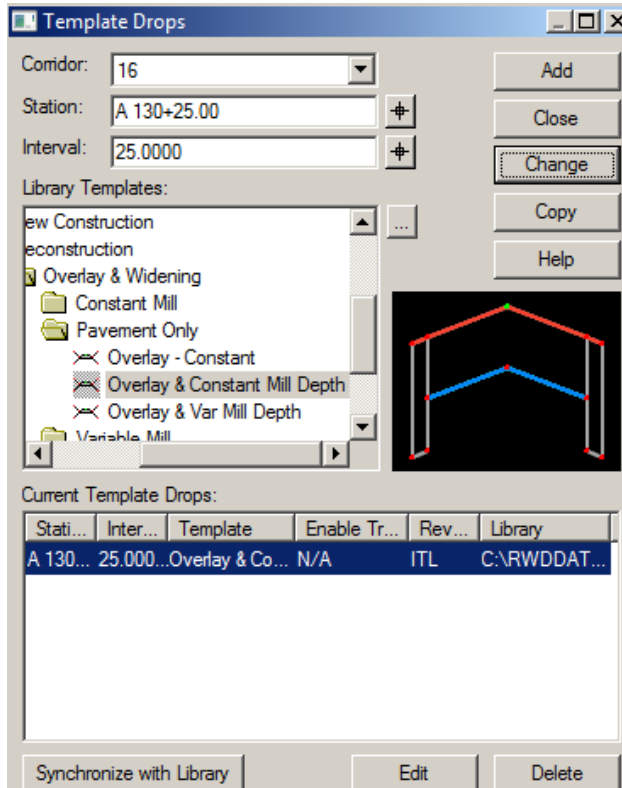 Template Drops
Corridor: 16 Add
Station: A 130+25.00 Close
Interval: 25.0000 Change
Library Templates: Copy
... Help
ew Construction
econstruction
Overlay & Widening
Constant Mill
Pavement Only
Overlay - Constant
Overlay & Constant Mill Depth
Overlay & Var Mill Depth
Variable Mill
Current Template Drops:
Stati... Inter... Template Enable Tr... Rev... Library
A 130... 25.000... Overlay & Co... N/A ITL C:\RWDDAT...
Synchronize with Library Edit Delete